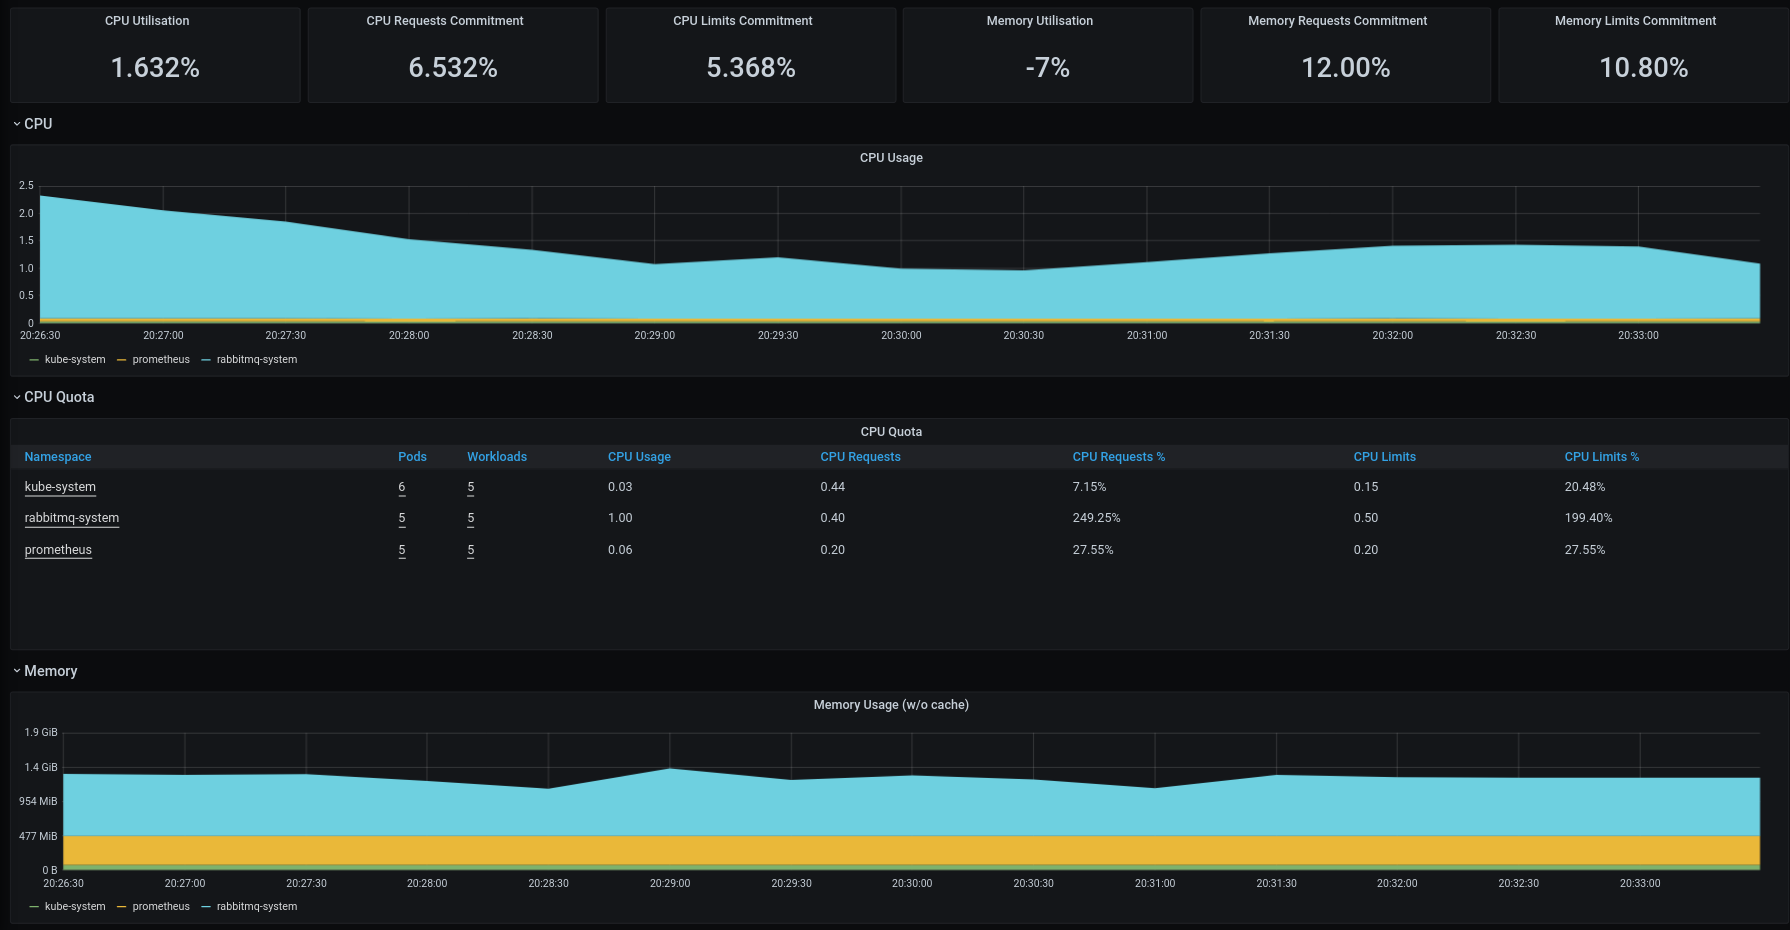 CPU Utilisation CPU Requests Commitment CPU Limits Commitment Memory Utilisation Memory Requests Commitment Memory Limits Commitment
1.632% 6.532% 5.368% -7% 12.00% 10.80%
CPU
CPU Usage
2.5
2.0
1.5
1.0
0.5
0
20:26:30 20:27:00 20:27:30 20:28:00 20:28:30 20:29:00 20:29:30 20:30:00 20:30:30 20:31:00 20:31:30 20:32:00 20:32:30 20:33:00
kube-system prometheus rabbitmq-system
CPU Quota
CPU Quota
Namespace Pods Workloads CPU Usage CPU Requests CPU Requests % CPU Limits CPU Limits %
kube-system 6 5 0.03 0.44 7.15% 0.15 20.48%
rabbitmq-system 5 5 1.00 0.40 249.25% 0.50 199.40%
prometheus 5 5 0.06 0.20 27.55% 0.20 27.55%
Memory
Memory Usage (w/o cache)
1.9 GiB
1.4 GiB
954 MiB
477 MiB
0 B
20:26:30 20:27:00 20:27:30 20:28:00 20:28:30 20:29:00 20:29:30 20:30:00 20:30:30 20:31:00 20:31:30 20:32:00 20:32:30 20:33:00
kube-system prometheus rabbitmq-system